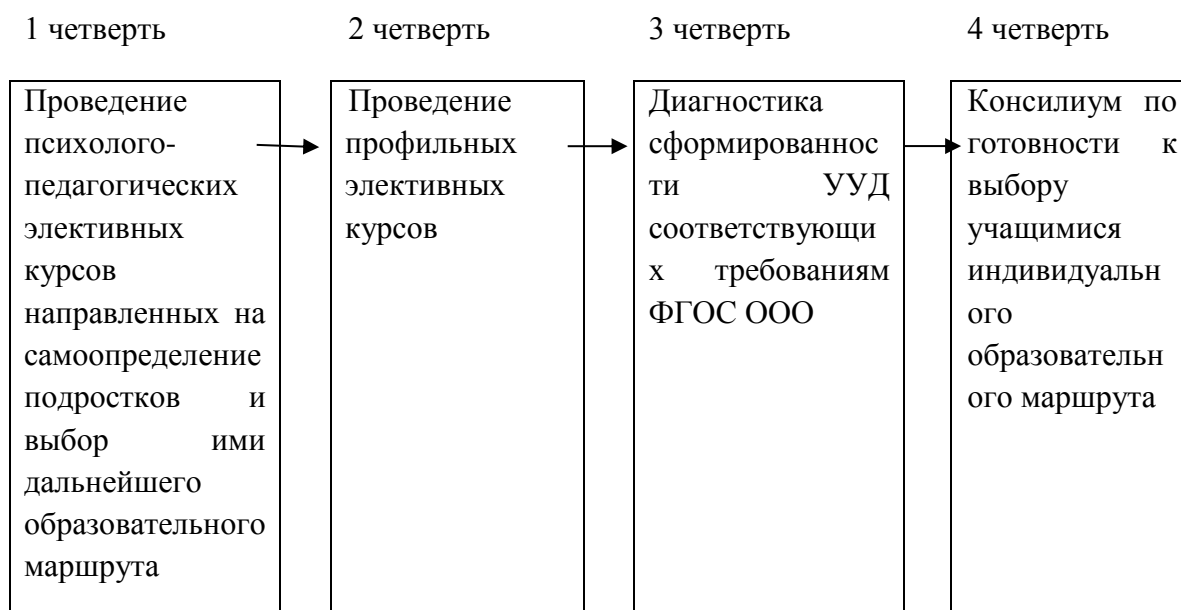 1 четверть
2 четверть
3 четверть
4 четверть
Проведение
психолого-
педагогических
элективных
курсов
направленных на
самоопределение
подростков и
выбор ими
дальнейшего
образовательного
маршрута
Проведение
профильных
элективных
курсов
Диагностика
сформированнос
ти УУД
соответствующи
х требованиям
ФГОС ООО
Консилиум по
готовности к
выбору
учащимися
индивидуальн
ого
образовательн
ого маршрута